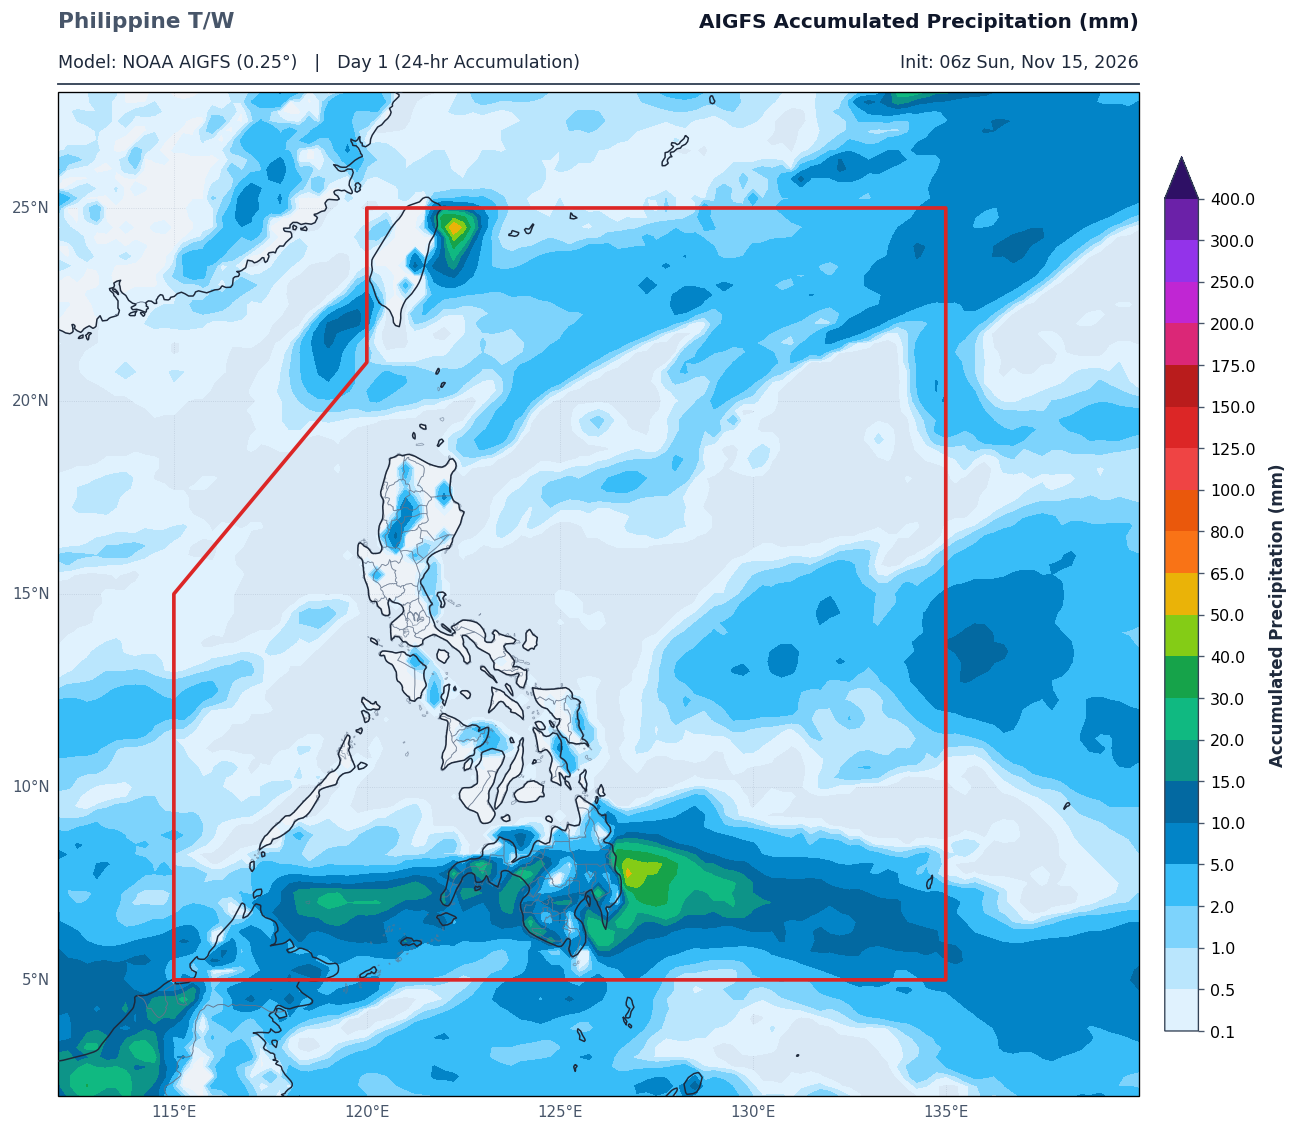 Philippine T/W
AIGFS Accumulated Precipitation (mm)
Model: NOAA AIGFS (0.25°)   |   Day 1 (24-hr Accumulation)
Init: 06z Sun, Nov 15, 2026
25°N
20°N
15°N
10°N
5°N
115°E
120°E
125°E
130°E
135°E
400.0
300.0
250.0
200.0
175.0
150.0
125.0
100.0
80.0
65.0
50.0
40.0
30.0
20.0
15.0
10.0
5.0
2.0
1.0
0.5
0.1
Accumulated Precipitation (mm)